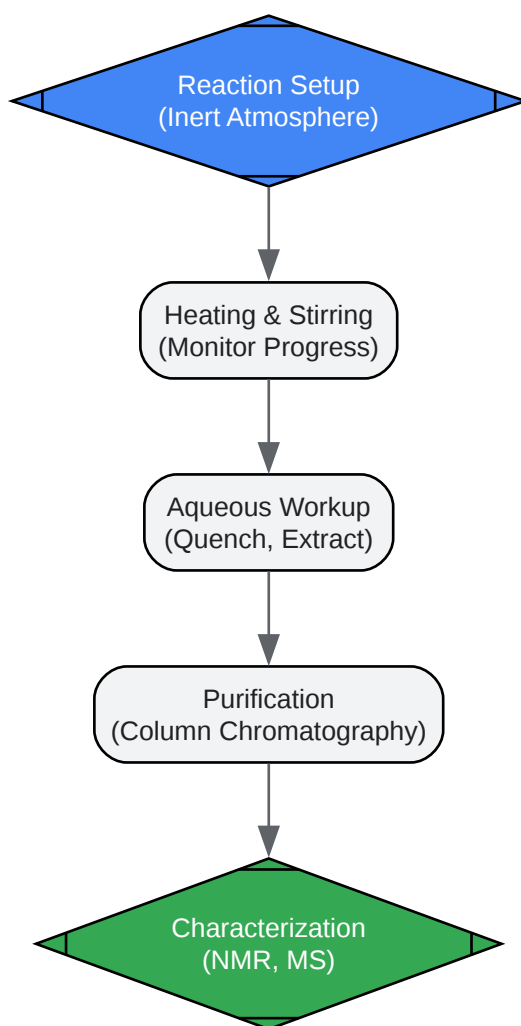 Reaction Setup
(Inert Atmosphere)
Heating & Stirring
(Monitor Progress)
Aqueous Workup
(Quench, Extract)
Purification
(Column Chromatography)
Characterization
(NMR, MS)